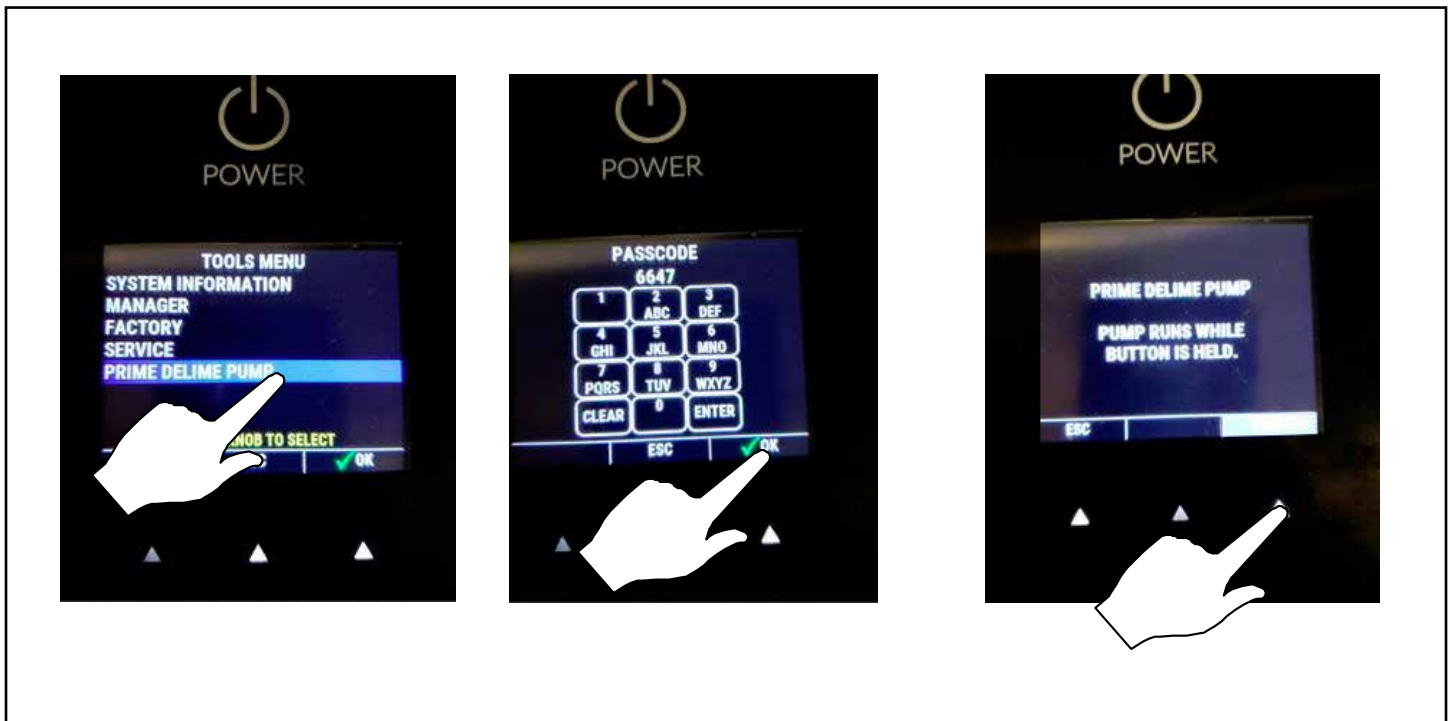 POWER
TOOLS MENU
SYSTEM INFORMATION
MANAGER
FACTORY
SERVICE
PRIME DELIME PUMP
KNOB TO SELECT
OK
POWER
PASSCODE
6647
1 2 3
ABC DEF
4 5 6
GHI JKL MNO
7 8 9
PQRS TUV WXYZ
CLEAR 0 ENTER
ESC OK
POWER
PRIME DELIME PUMP
PUMP RUNS WHILE
BUTTON IS HELD.
ESC